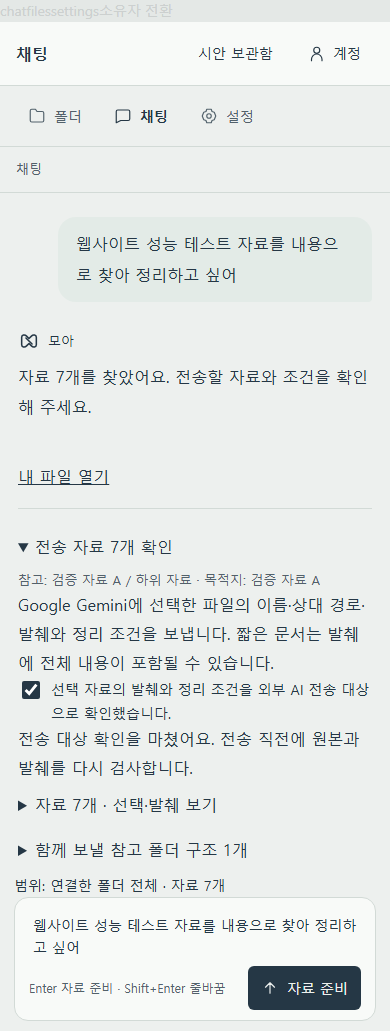 chatfilessettings소유자 전환
채팅 시안 보관함 계정
폴더 채팅 설정
채팅
웹사이트 성능 테스트 자료를 내용으
로 찾아 정리하고 싶어
모아
자료 7개를 찾았어요. 전송할 자료와 조건을 확인
해 주세요.
내 파일 열기
▼ 전송 자료 7개 확인
참고: 검증 자료 A / 하위 자료 · 목적지: 검증 자료 A
Google Gemini에 선택한 파일의 이름·상대 경로·
발췌와 정리 조건을 보냅니다. 짧은 문서는 발췌
에 전체 내용이 포함될 수 있습니다.
선택 자료의 발췌와 정리 조건을 외부 AI 전송 대상
으로 확인했습니다.
전송 대상 확인을 마쳤어요. 전송 직전에 원본과
발췌를 다시 검사합니다.
▶ 자료 7개 · 선택·발췌 보기
▶ 함께 보낼 참고 폴더 구조 1개
범위: 연결한 폴더 전체 · 자료 7개
웹사이트 성능 테스트 자료를 내용으로 찾아 정리하
고 싶어
Enter 자료 준비 · Shift+Enter 줄바꿈 ↑ 자료 준비